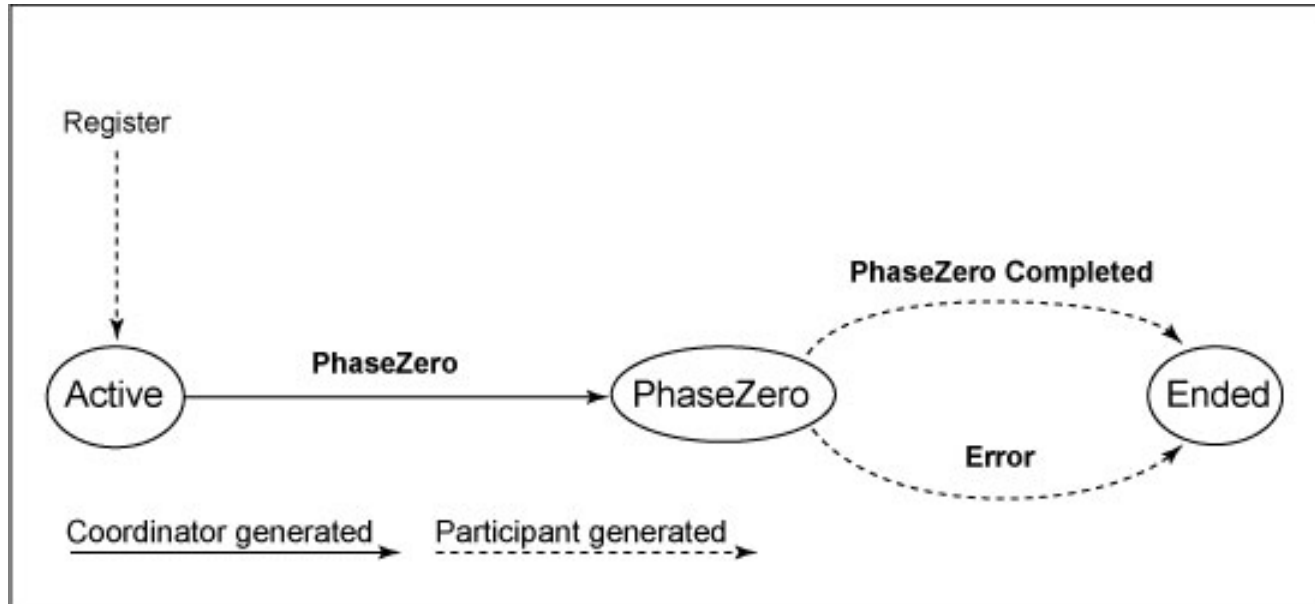 Register
PhaseZero Completed
PhaseZero
Active
PhaseZero
Ended
Error
Coordinator generated
Participant generated